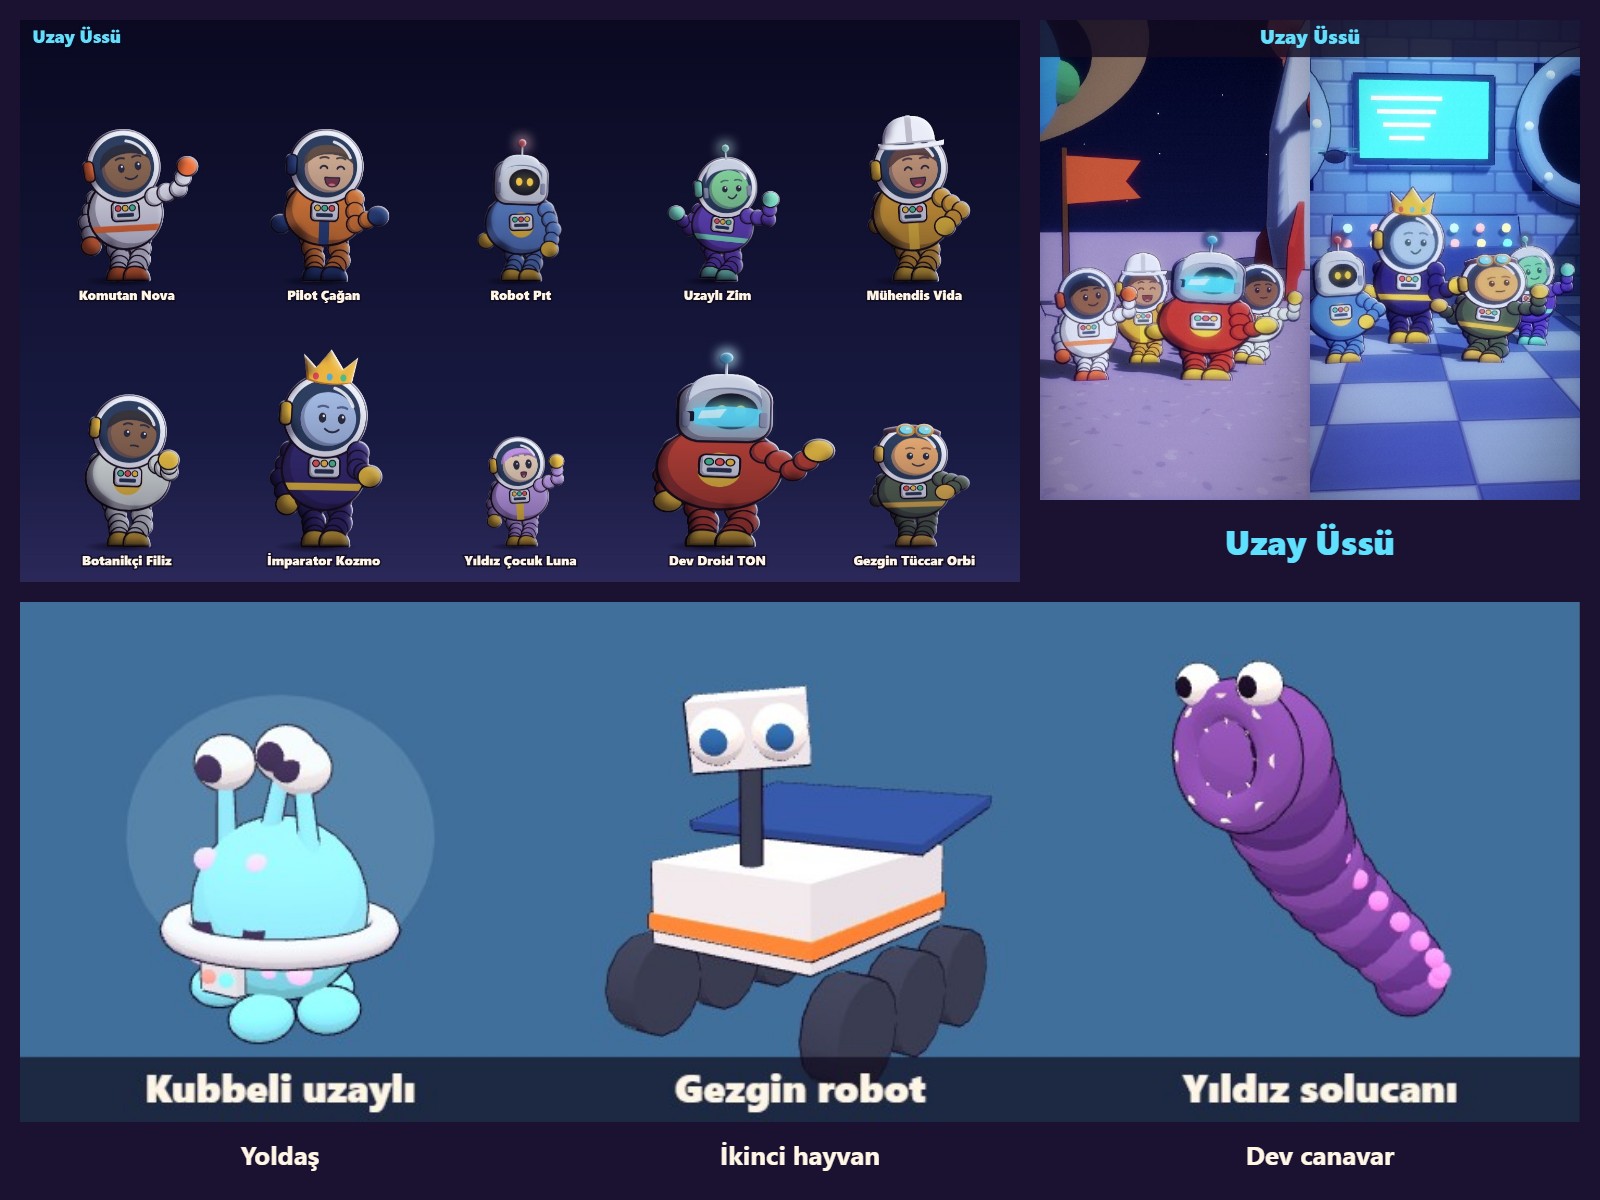 Uzay Üssü
Komutan Nova
Pilot Çağan
Robot Pıt
Uzaylı Zim
Mühendis Vida
Botanikçi Filiz
İmparator Kozmo
Yıldız Çocuk Luna
Dev Droid TON
Gezgin Tüccar Orbi
Uzay Üssü
Uzay Üssü
Kubbeli uzaylı
Gezgin robot
Yıldız solucanı
Yoldaş
İkinci hayvan
Dev canavar